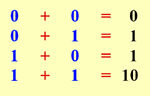 0 + 0 = 0
0 + 1 = 1
1 + 0 = 1
1 + 1 = 10